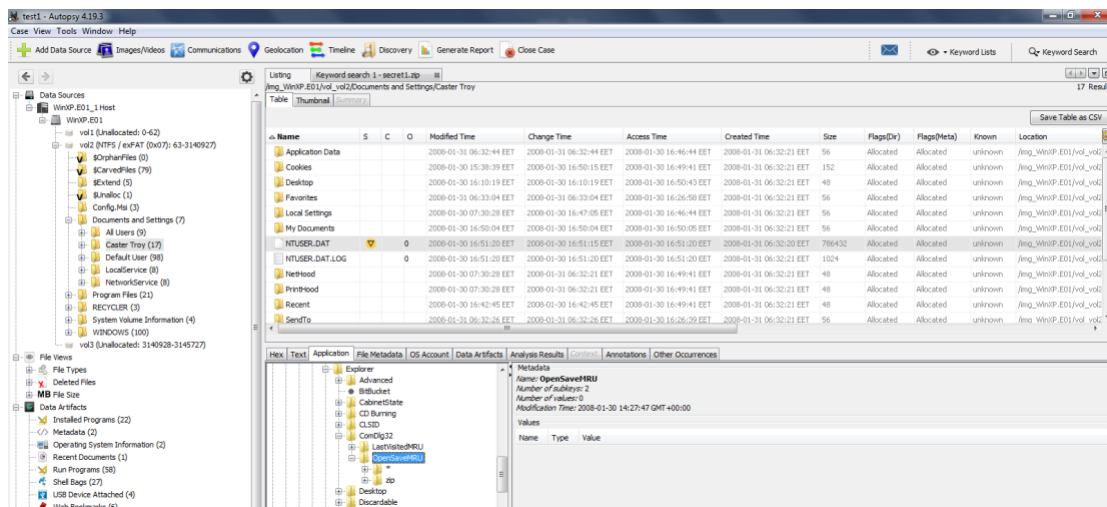 test1 - Autopsy 4.19.3
Case View Tools Window Help
Add Data Source Images/Videos Communications Geolocation Timeline Discovery Generate Report Close Case Keyword Lists Keyword Search
Listing Keyword search 1 - secret1.zip
/img_WinXP.E01/vol_vol2/Documents and Settings/Caster Troy 17 Resul
Table Thumbnail Summary
Save Table as CSV
Name S C O Modified Time Change Time Access Time Created Time Size Flags(Dir) Flags(Meta) Known Location
Application Data 2008-01-31 06:32:44 EET 2008-01-31 06:32:44 EET 2008-01-30 16:46:44 EET 2008-01-31 06:32:21 EET 56 Allocated Allocated unknown /img_WinXP.E01/vol_vol2
Cookies 2008-01-30 15:38:39 EET 2008-01-30 16:50:15 EET 2008-01-30 16:49:41 EET 2008-01-31 06:32:21 EET 152 Allocated Allocated unknown /img_WinXP.E01/vol_vol2
Desktop 2008-01-30 16:10:19 EET 2008-01-30 16:10:19 EET 2008-01-30 16:50:43 EET 2008-01-31 06:32:21 EET 48 Allocated Allocated unknown /img_WinXP.E01/vol_vol2
Favorites 2008-01-31 06:33:04 EET 2008-01-31 06:33:04 EET 2008-01-30 16:26:58 EET 2008-01-31 06:32:21 EET 56 Allocated Allocated unknown /img_WinXP.E01/vol_vol2
Local Settings 2008-01-30 07:30:28 EET 2008-01-30 16:47:05 EET 2008-01-30 16:46:44 EET 2008-01-31 06:32:21 EET 56 Allocated Allocated unknown /img_WinXP.E01/vol_vol2
My Documents 2008-01-30 16:50:04 EET 2008-01-30 16:50:04 EET 2008-01-30 16:50:05 EET 2008-01-31 06:32:21 EET 56 Allocated Allocated unknown /img_WinXP.E01/vol_vol2
NTUSER.DAT 0 2008-01-30 16:51:20 EET 2008-01-30 16:51:15 EET 2008-01-30 16:51:20 EET 2008-01-31 06:32:20 EET 786432 Allocated Allocated unknown /img_WinXP.E01/vol_vol2
NTUSER.DAT.LOG 0 2008-01-30 16:51:20 EET 2008-01-30 16:51:20 EET 2008-01-30 16:51:20 EET 2008-01-31 06:32:21 EET 1024 Allocated Allocated unknown /img_WinXP.E01/vol_vol2
NetHood 2008-01-30 07:30:28 EET 2008-01-31 06:32:21 EET 2008-01-30 16:49:41 EET 2008-01-31 06:32:21 EET 48 Allocated Allocated unknown /img_WinXP.E01/vol_vol2
PrintHood 2008-01-30 07:30:28 EET 2008-01-31 06:32:21 EET 2008-01-30 16:49:41 EET 2008-01-31 06:32:21 EET 48 Allocated Allocated unknown /img_WinXP.E01/vol_vol2
Recent 2008-01-30 16:42:45 EET 2008-01-30 16:42:45 EET 2008-01-30 16:49:41 EET 2008-01-31 06:32:21 EET 48 Allocated Allocated unknown /img_WinXP.E01/vol_vol2
SendTo 2008-01-31 06:32:26 EET 2008-01-31 06:32:26 EET 2008-01-30 16:26:39 EET 2008-01-31 06:32:21 EET 56 Allocated Allocated unknown /img_WinXP.E01/vol_vol2
Data Sources
WinXP.E01_1 Host
WinXP.E01
vol1 (Unallocated: 0-62)
vol2 (NTFS / exFAT (0x07): 63-3140927)
$OrphanFiles (0)
$CarvedFiles (79)
$Extend (5)
$Unalloc (1)
Config.Msi (3)
Documents and Settings (7)
All Users (9)
Caster Troy (17)
Default User (98)
LocalService (8)
NetworkService (8)
Program Files (21)
RECYCLER (3)
System Volume Information (4)
WINDOWS (100)
vol3 (Unallocated: 3140928-3145727)
File Views
File Types
Deleted Files
MB File Size
Data Artifacts
Installed Programs (22)
Metadata (2)
Operating System Information (2)
Recent Documents (1)
Run Programs (58)
Shell Bags (27)
USB Device Attached (4)
Web Bookmarks (6)
Hex Text Application File Metadata OS Account Data Artifacts Analysis Results Context Annotations Other Occurrences
Explorer
Advanced
BitBucket
CabinetState
CD Burning
CLSID
ComDlg32
LastVisitedMRU
OpenSaveMRU
*
zip
Desktop
Discardable
Metadata
Name: OpenSaveMRU
Number of subkeys: 2
Number of values: 0
Modification Time: 2008-01-30 14:27:47 GMT+00:00
Values
Name Type Value